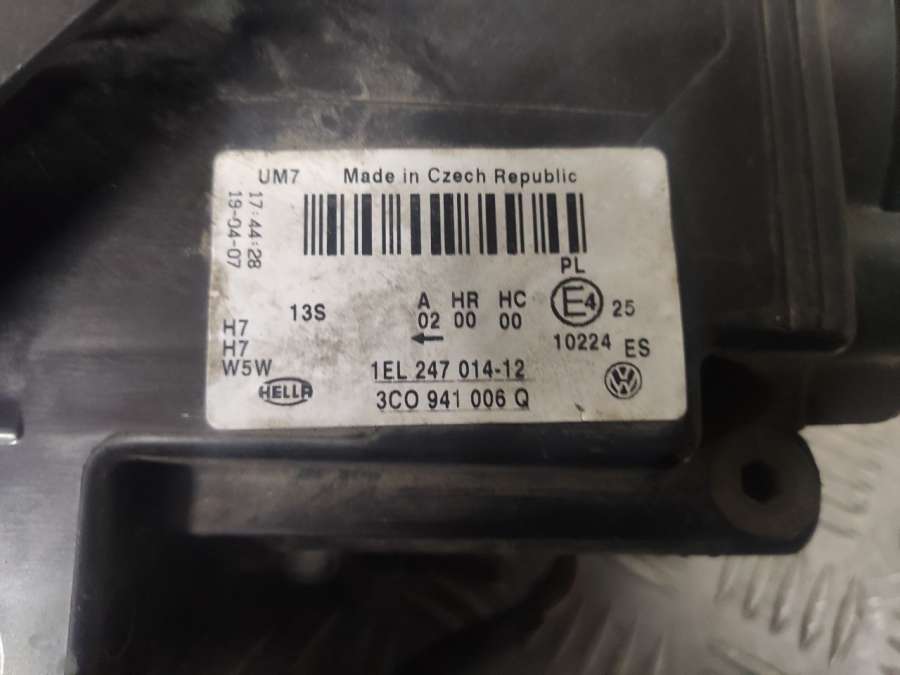 UM7 Made in Czech Republic
17:44:28
19-04-07
PL
13S
A HR HC
02 00 00
E4 25
10224 ES
H7
H7
W5W
HELLA
1EL 247 014-12
3C0 941 006 Q
VW